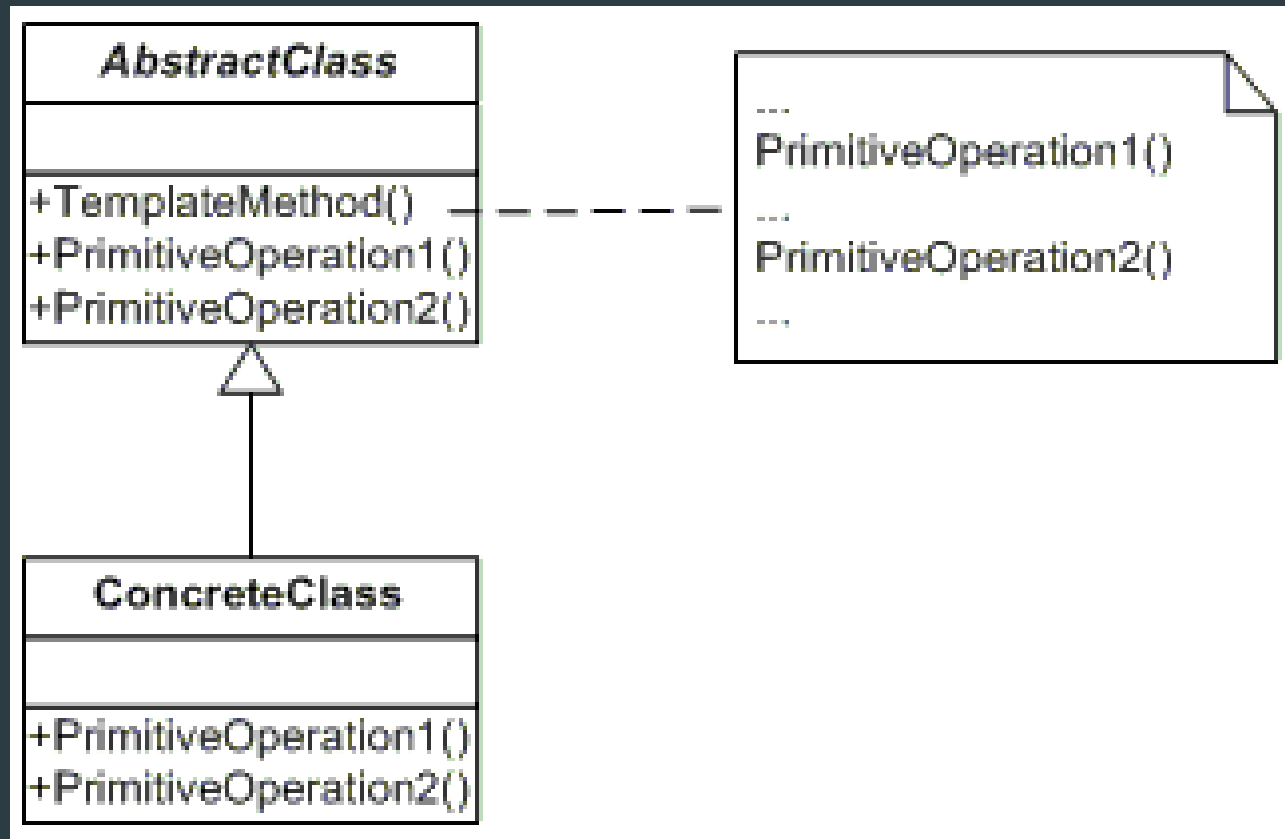 AbstractClass
+TemplateMethod()
+PrimitiveOperation1()
+PrimitiveOperation2()
...
PrimitiveOperation1()
...
PrimitiveOperation2()
...
ConcreteClass
+PrimitiveOperation1()
+PrimitiveOperation2()